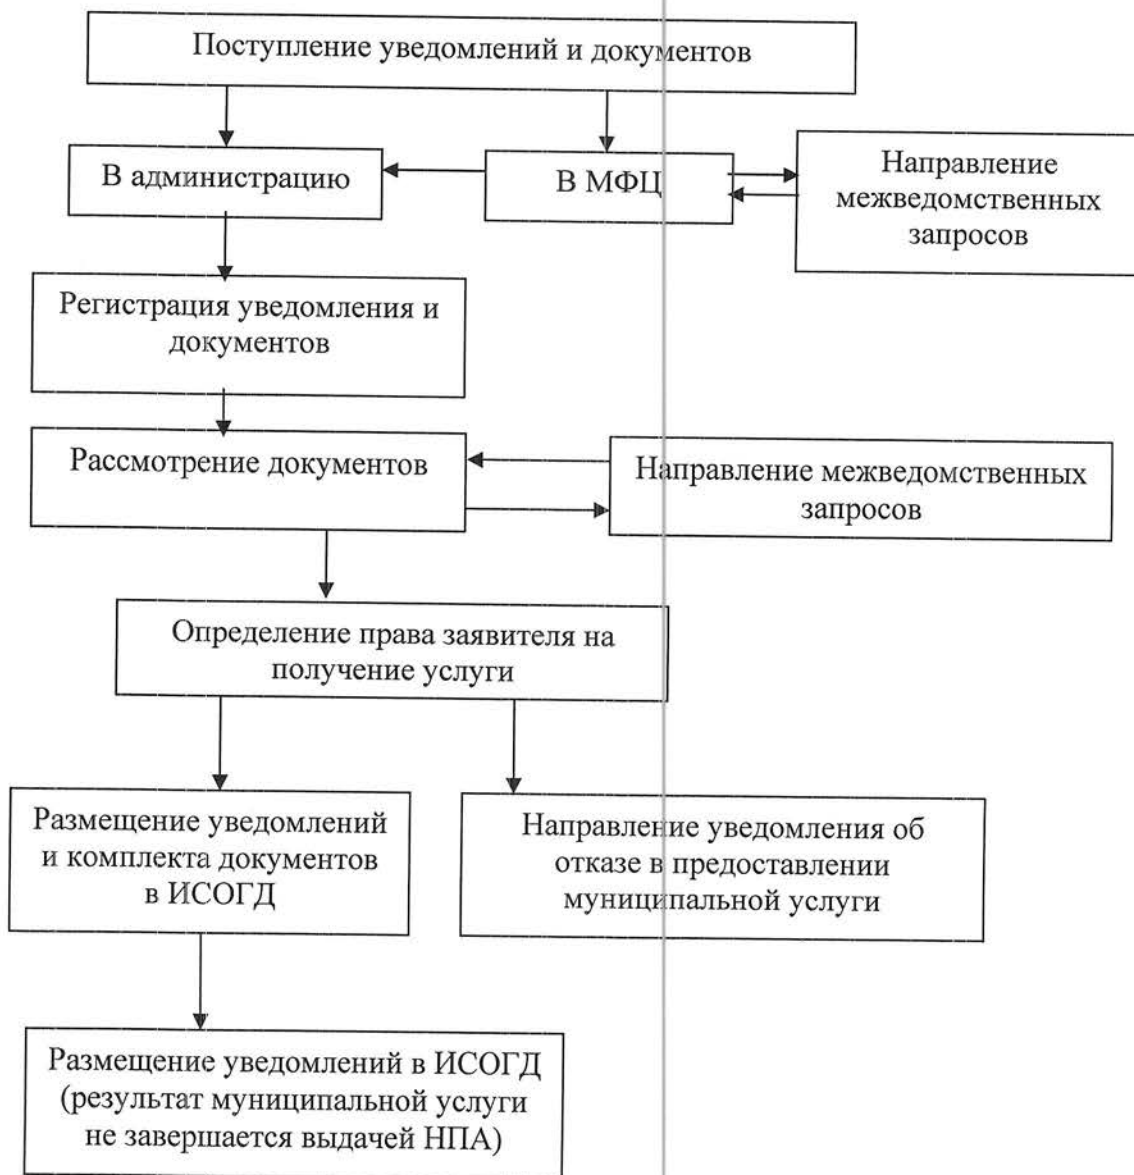 Поступление уведомлений и документов
В администрацию
В МФЦ
Направление
межведомственных
запросов
Регистрация уведомления и
документов
Рассмотрение документов
Направление межведомственных
запросов
Определение права заявителя на
получение услуги
Размещение уведомлений
и комплекта документов
в ИСОГД
Направление уведомления об
отказе в предоставлении
муниципальной услуги
Размещение уведомлений в ИСОГД
(результат муниципальной услуги
не завершается выдачей НПА)